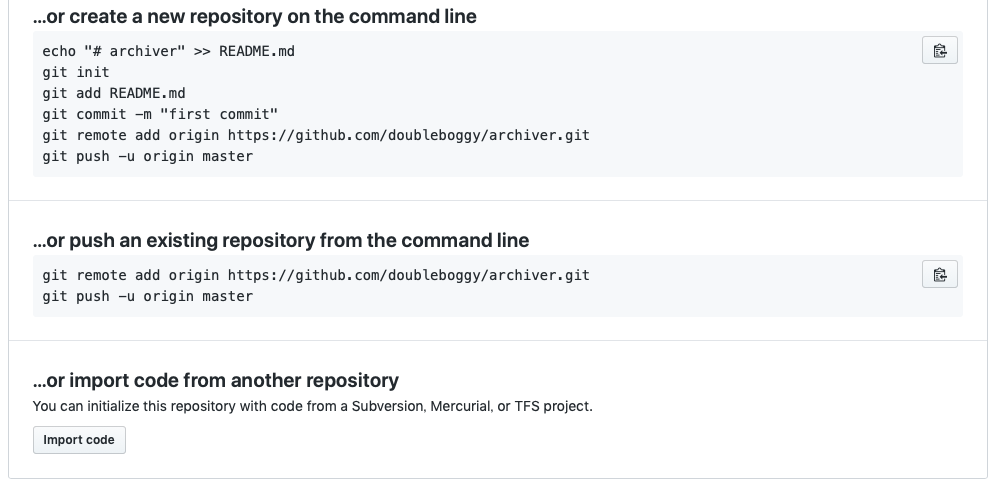 ...or create a new repository on the command line
echo "# archiver" >> README.md
git init
git add README.md
git commit -m "first commit"
git remote add origin https://github.com/doubleboggy/archiver.git
git push -u origin master
...or push an existing repository from the command line
git remote add origin https://github.com/doubleboggy/archiver.git
git push -u origin master
...or import code from another repository
You can initialize this repository with code from a Subversion, Mercurial, or TFS project.
Import code